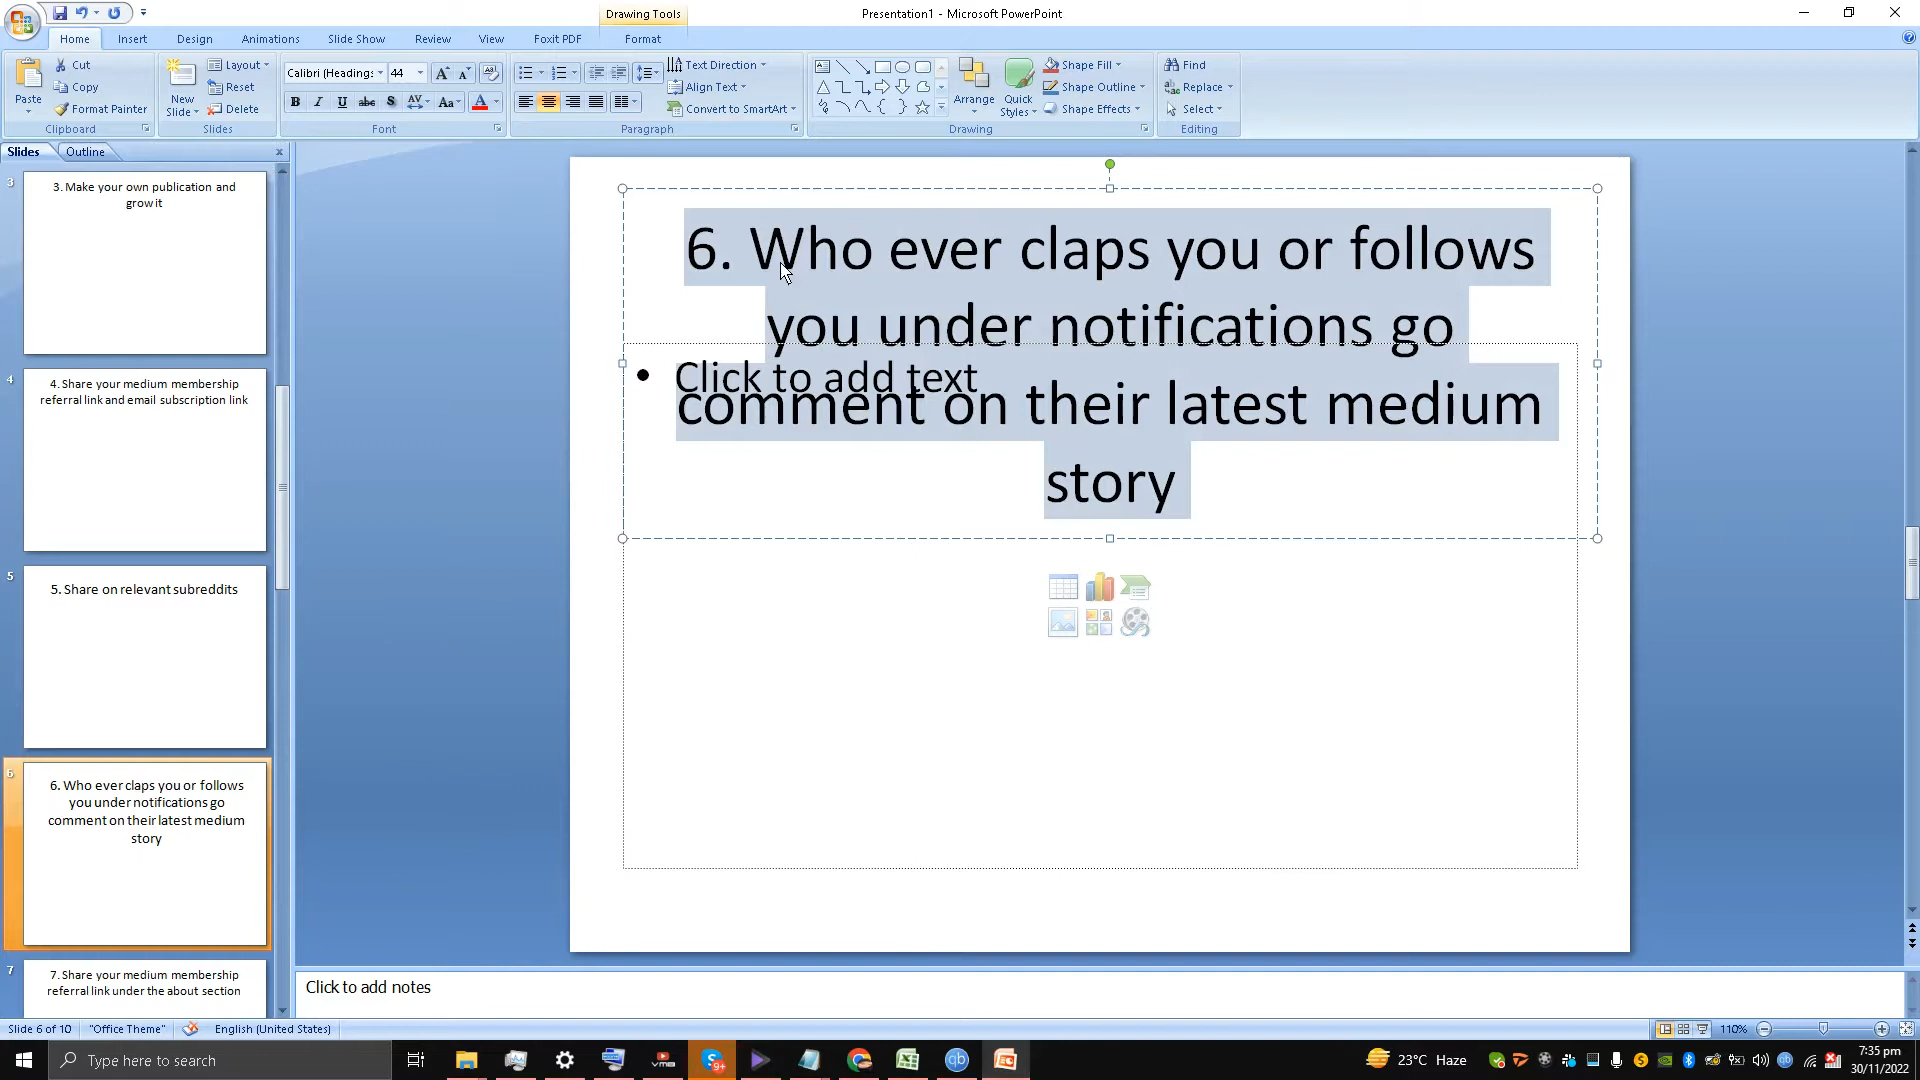 Drawing Tools
Presentation1 - Microsoft PowerPoint
Home
Insert
Design
Animations
Slide Show
Review
View
Foxit PDF
Format
Paste
Cut
Copy
Format Painter
Clipboard
New
Slide
Layout
Reset
Delete
Slides
Calibri (Headings
44
B I U abc S AV Aa A
Font
Text Direction
Align Text
Convert to SmartArt
Paragraph
Arrange
Quick
Styles
Shape Fill
Shape Outline
Shape Effects
Drawing
Find
Replace
Select
Editing
Slides
Outline
3
3. Make your own publication and
grow it
4
4. Share your medium membership
referral link and email subscription link
5
5. Share on relevant subreddits
6
6. Who ever claps you or follows
you under notifications go
comment on their latest medium
story
7
7. Share your medium membership
referral link under the about section
6. Who ever claps you or follows
you under notifications go
• Click to add text
comment on their latest medium
story
Click to add notes
Slide 6 of 10
"Office Theme"
English (United States)
110%
Type here to search
9+
23°C Haze
7:35 pm
30/11/2022